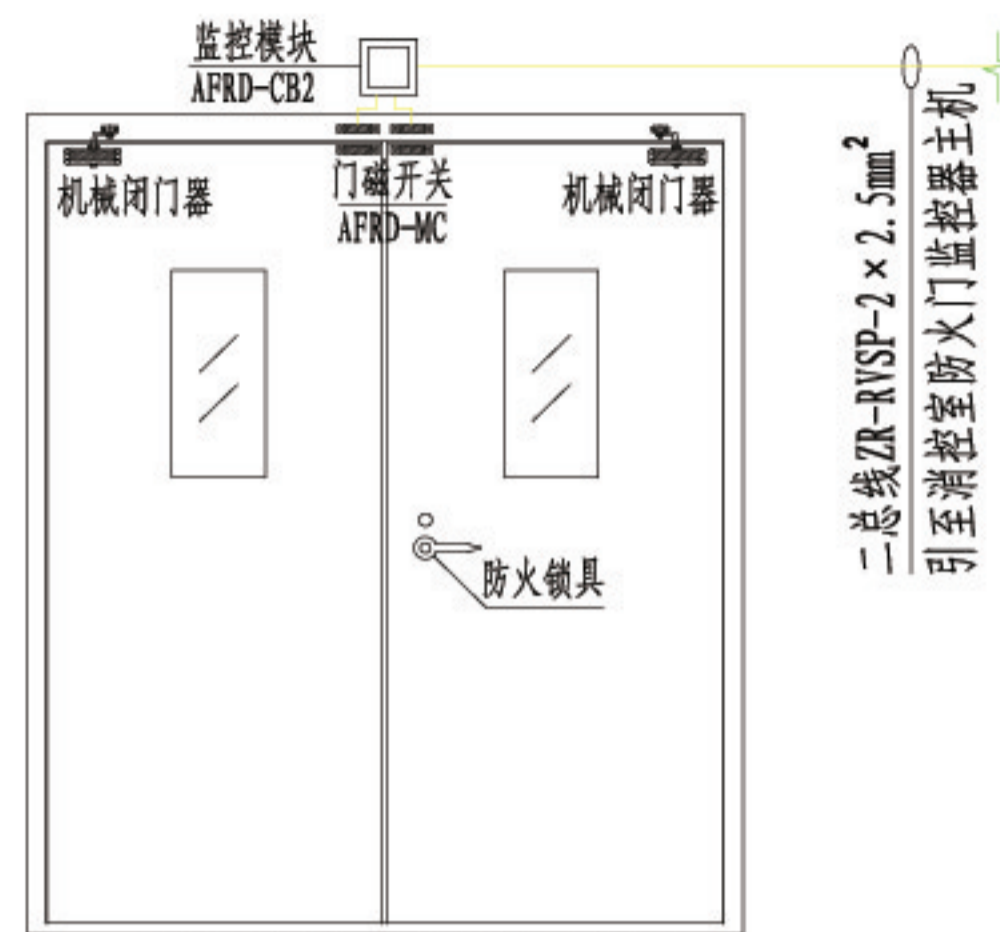 监控模块
AFRD-CB2
机械闭门器
门磁开关
AFRD-MC
机械闭门器
防火锁具
二总线ZR-RVSP-2×2.5mm²
引至消控室防火门监控器主机